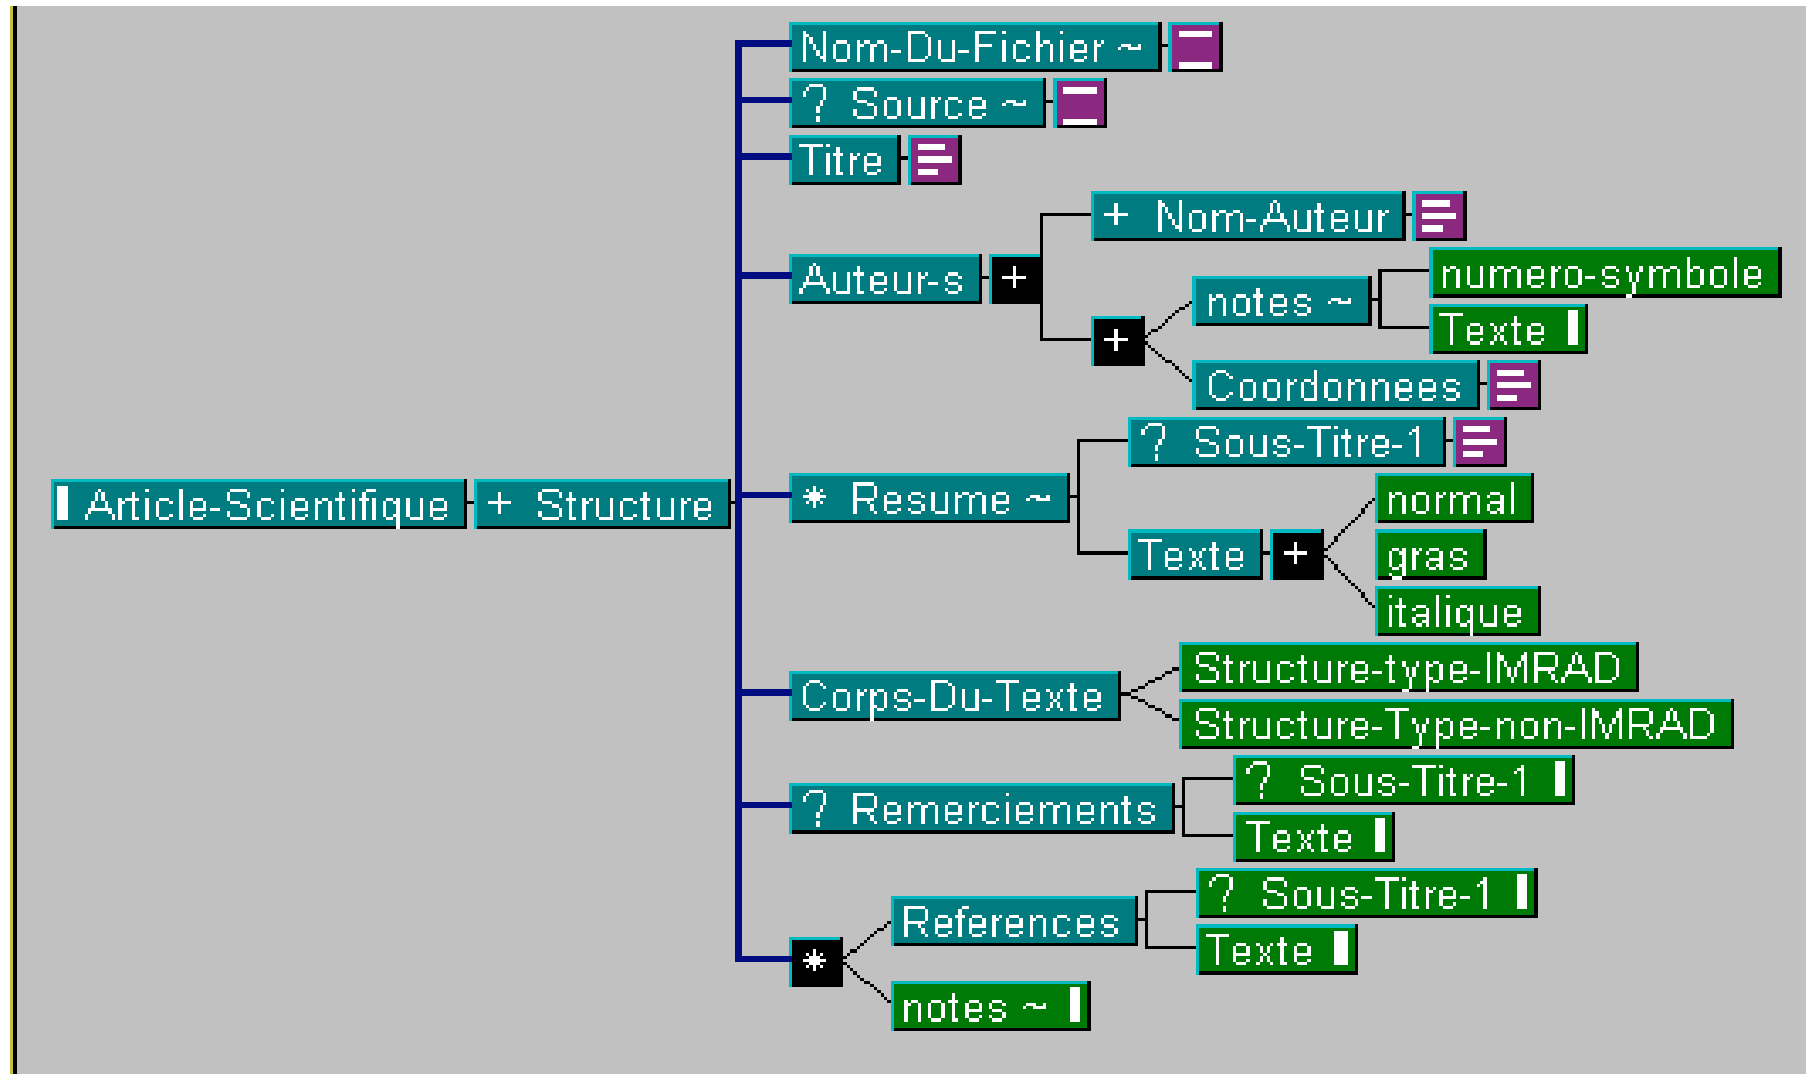 Nom-Du-Fichier ~
? Source ~
Titre
+ Nom-Auteur
Auteur-s +
notes ~
numero-symbole
Texte
+
Coordonnees
? Sous-Titre-1
Article-Scientifique + Structure
* Resume ~
normal
Texte +
gras
italique
Structure-type-IMRAD
Corps-Du-Texte
Structure-Type-non-IMRAD
? Sous-Titre-1
? Remerciements
Texte
? Sous-Titre-1
References
Texte
*
notes ~